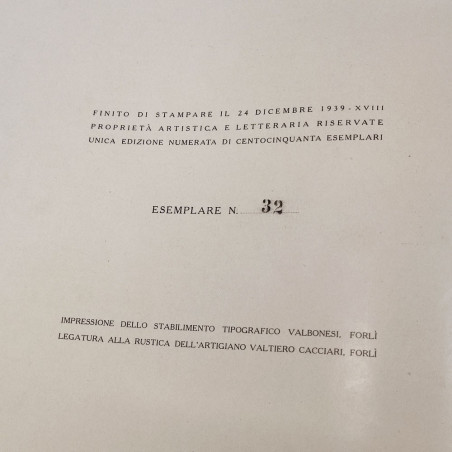 FINITO DI STAMPARE IL 24 DICEMBRE 1939 - XVIII
PROPRIETÀ ARTISTICA E LETTERARIA RISERVATE
UNICA EDIZIONE NUMERATA DI CENTOCINQUANTA ESEMPLARI
ESEMPLARE N. 32
IMPRESSIONE DELLO STABILIMENTO TIPOGRAFICO VALBONESI, FORLÌ
LEGATURA ALLA RUSTICA DELL'ARTIGIANO VALTIERO CACCIARI, FORLÌ